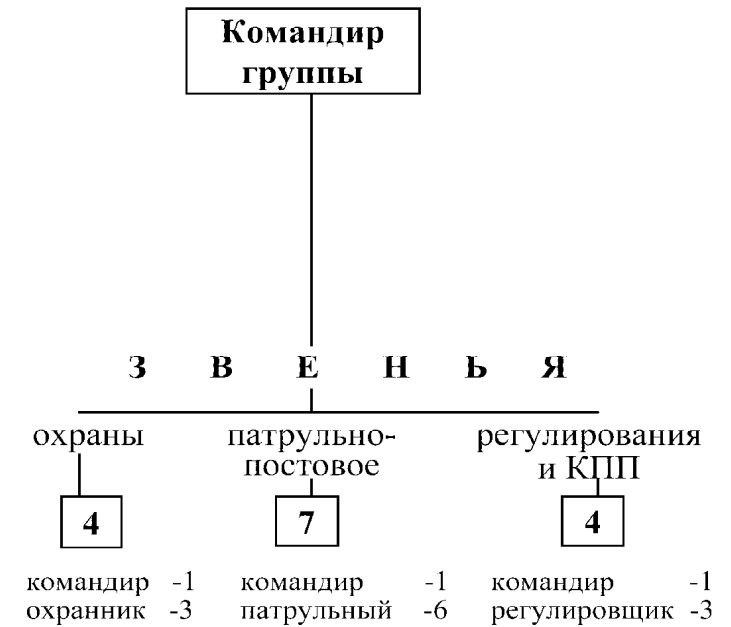 Командир
группы
З В Е Н Ь Я
охраны
патрульно-
постовое
регулирования
и КПП
4
7
4
командир -1
охранник -3
командир -1
патрульный -6
командир -1
регулировщик -3